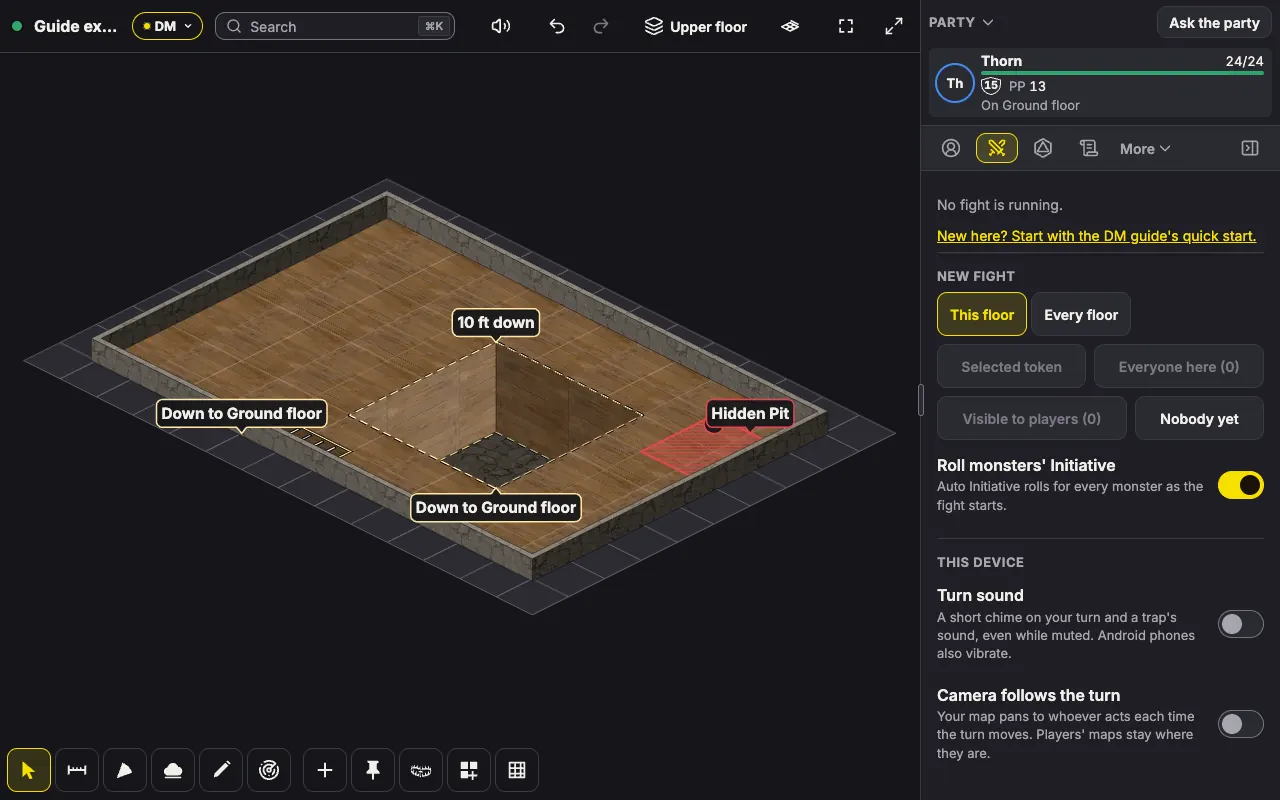 Guide ex...
DM
Search
⌘K
Upper floor
PARTY
Ask the party
Th
Thorn
24/24
15
PP 13
On Ground floor
More
No fight is running.
New here? Start with the DM guide's quick start.
NEW FIGHT
This floor
Every floor
Selected token
Everyone here (0)
Visible to players (0)
Nobody yet
Roll monsters' Initiative
Auto Initiative rolls for every monster as the
fight starts.
THIS DEVICE
Turn sound
A short chime on your turn and a trap's
sound, even while muted. Android phones
also vibrate.
Camera follows the turn
Your map pans to whoever acts each time
the turn moves. Players' maps stay where
they are.
10 ft down
Down to Ground floor
Hidden Pit
Down to Ground floor